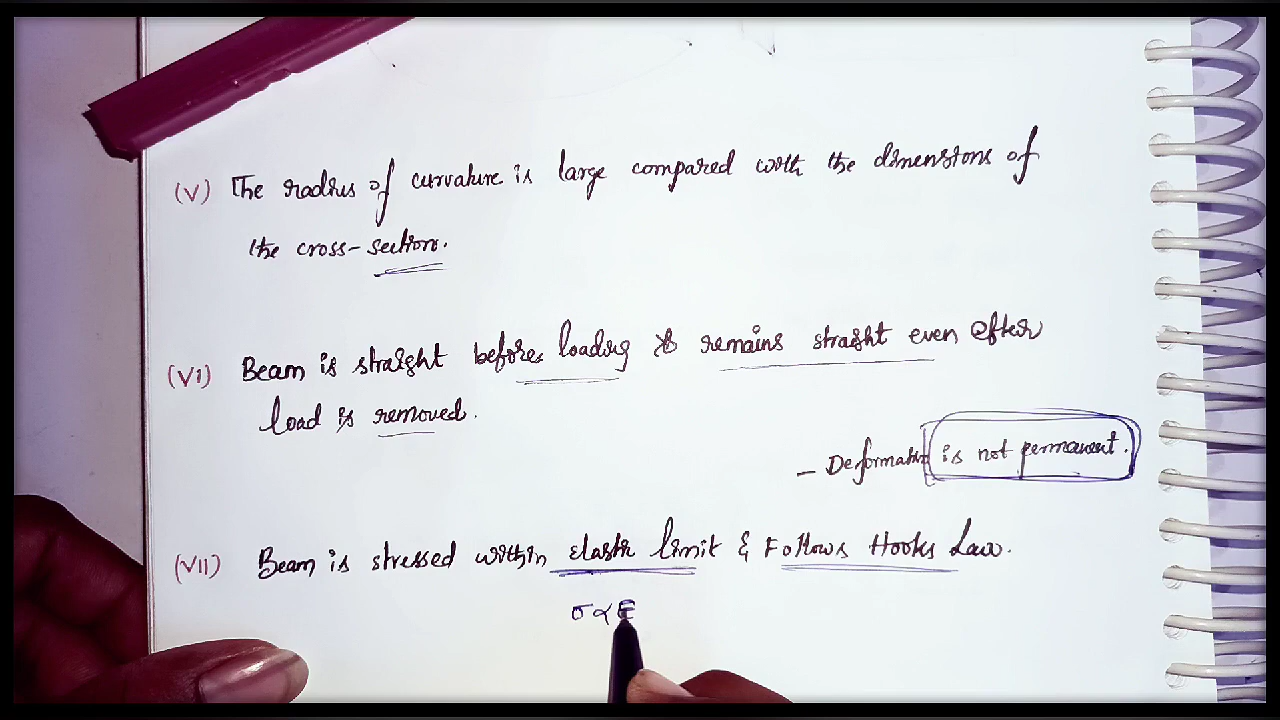 (V) The radius of curvature is large compared with the dimensions of
the cross-section.
(VI) Beam is straight before loading & remains straight even after
load is removed.
- Deformation is not permanent.
(VII) Beam is stressed within elastic limit & Follows Hooks Law.
σ ∝ E